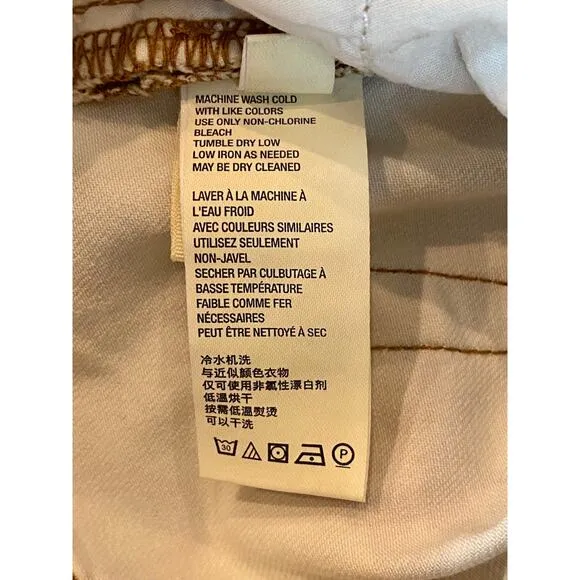 MACHINE WASH COLD
WITH LIKE COLORS
USE ONLY NON-CHLORINE
BLEACH
TUMBLE DRY LOW
LOW IRON AS NEEDED
MAY BE DRY CLEANED
LAVER À LA MACHINE À
L'EAU FROID
AVEC COULEURS SIMILAIRES
UTILISEZ SEULEMENT
NON-JAVEL
SECHER PAR CULBUTAGE À
BASSE TEMPÉRATURE
FAIBLE COMME FER
NÉCESSAIRES
PEUT ÊTRE NETTOYÉ À SEC
冷水机洗
与近似颜色衣物
仅可使用非氯性漂白剂
低温烘干
按需低温熨烫
可以干洗
30 P